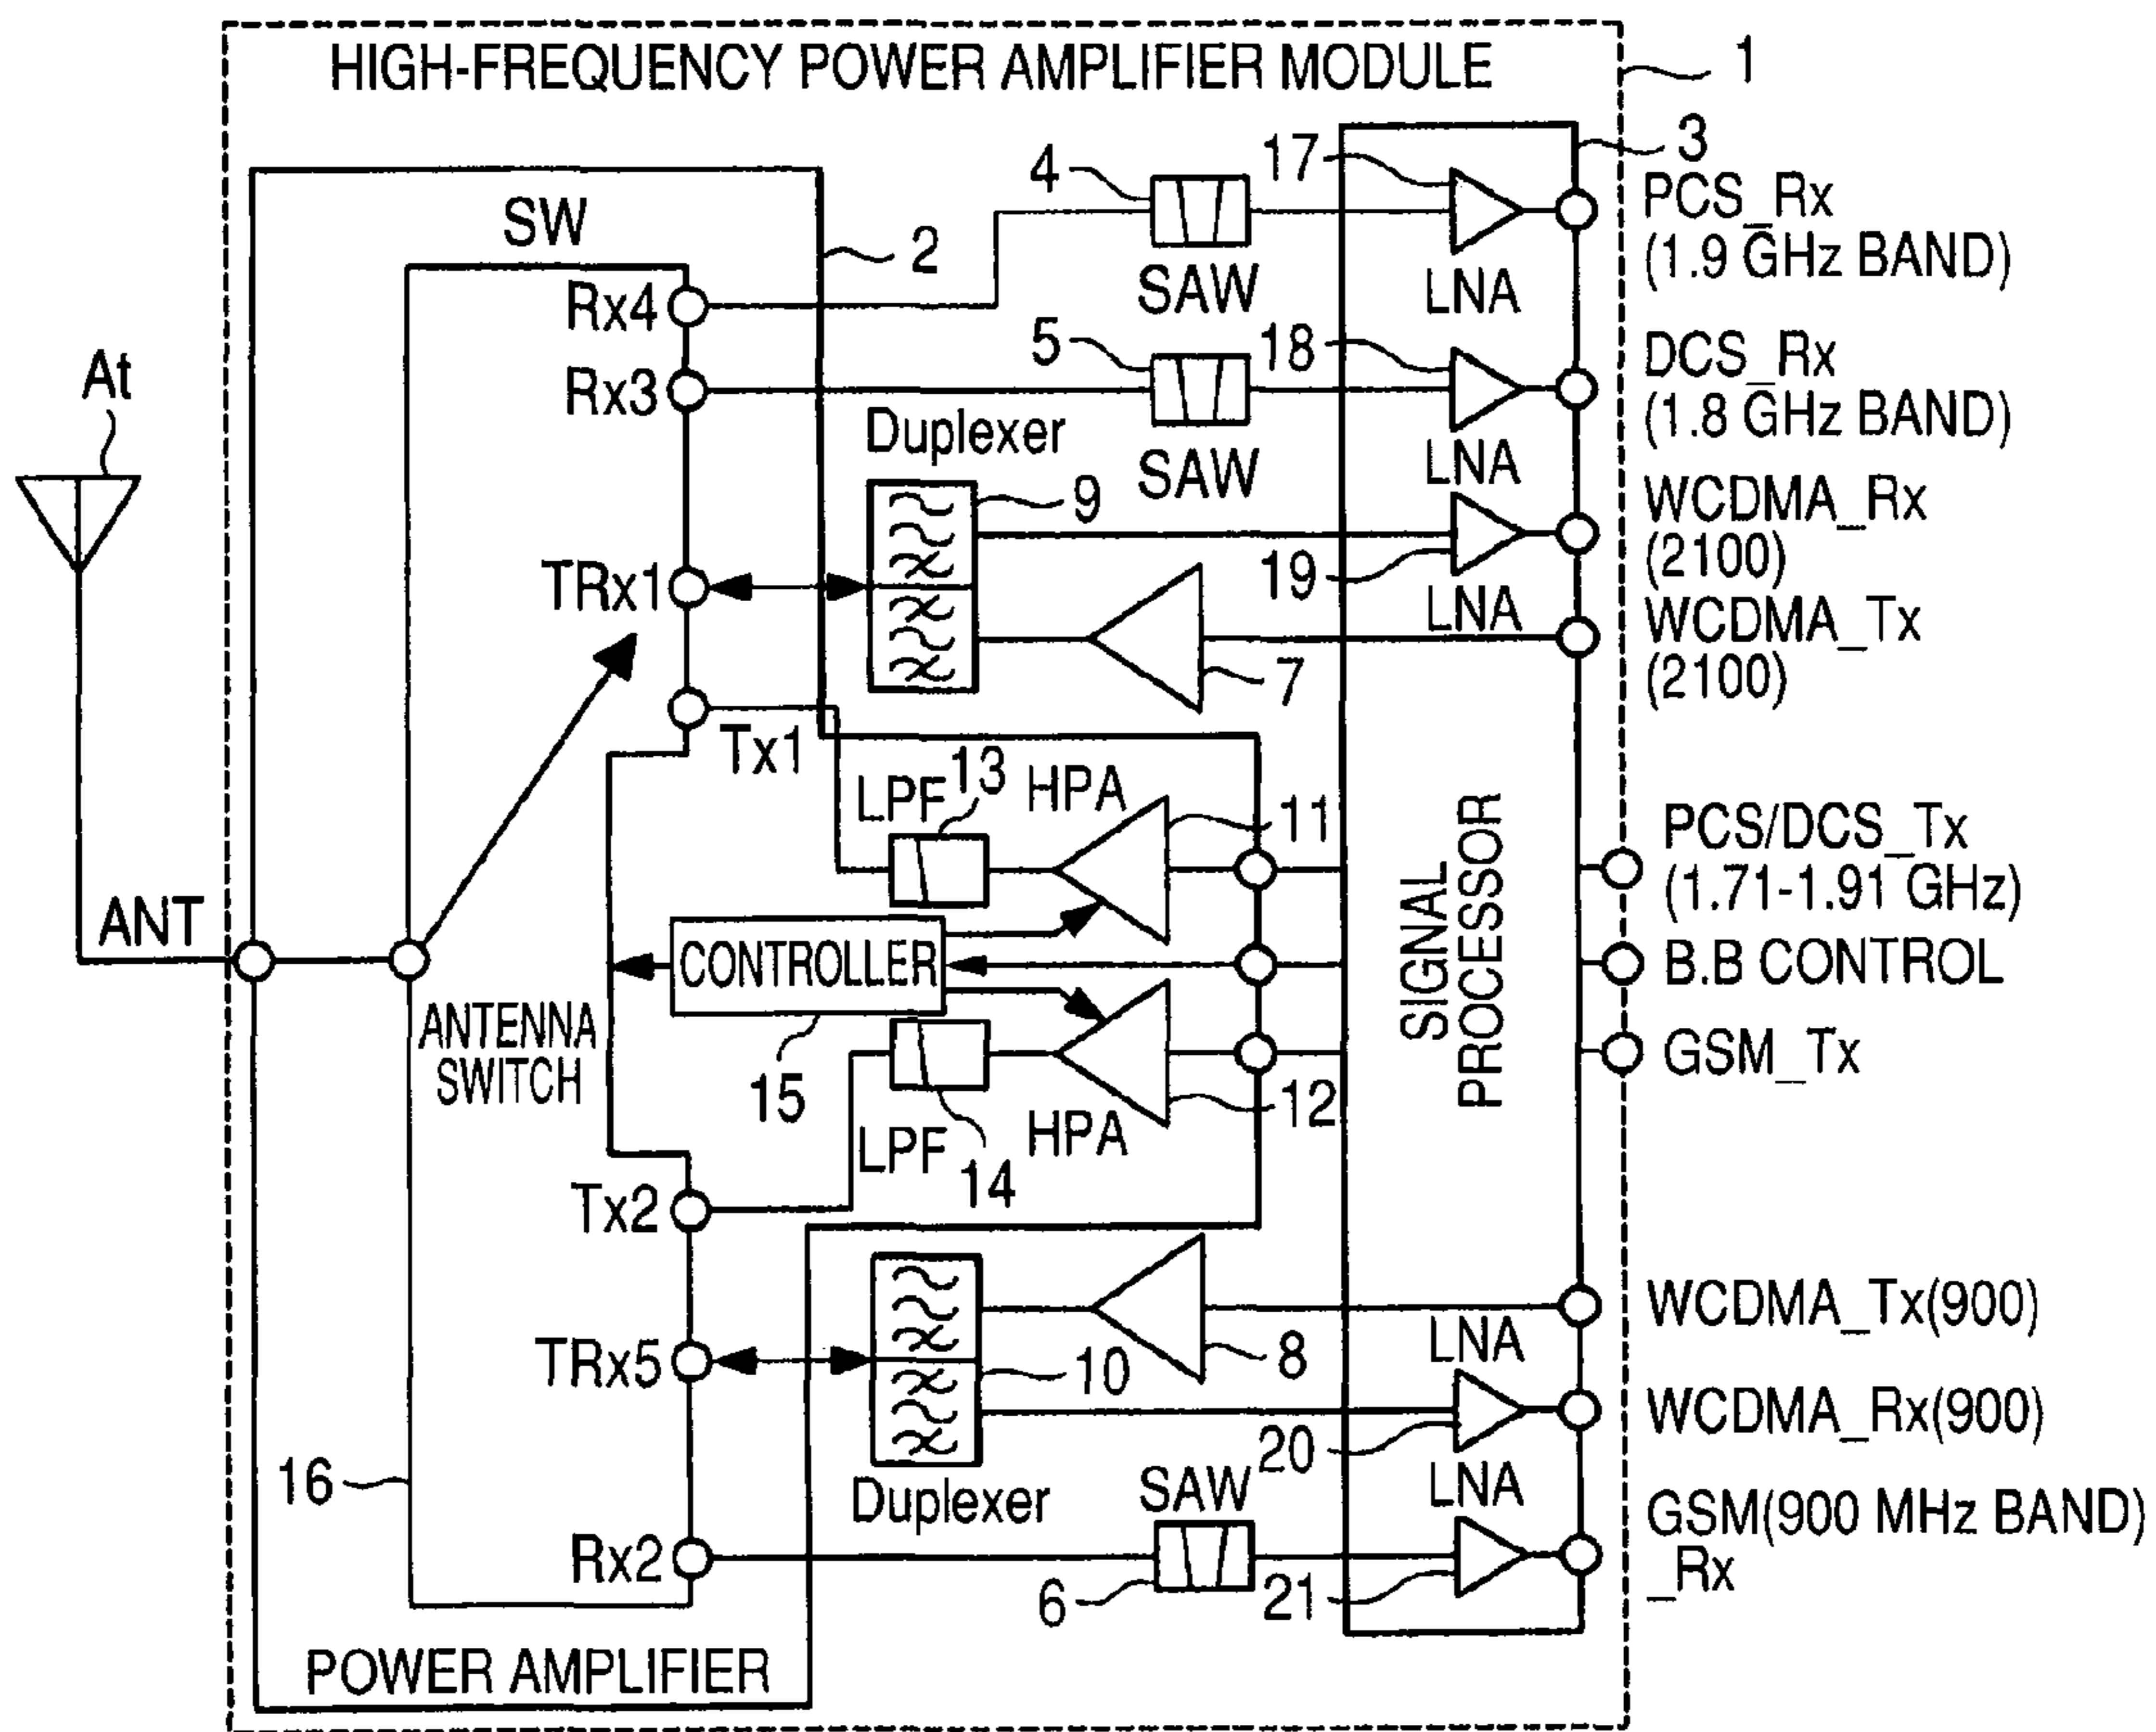 HIGH-FREQUENCY POWER AMPLIFIER MODULE
1
3
SW
2
4
SAW
17
LNA
PCS_Rx
(1.9 GHz BAND)
Rx4
Rx3
5
SAW
18
LNA
DCS_Rx
(1.8 GHz BAND)
At
Duplexer
9
19
LNA
WCDMA_Rx
(2100)
TRx1
7
WCDMA_Tx
(2100)
Tx1
LPF
13
HPA
11
PCS/DCS_Tx
(1.71-1.91 GHz)
ANT
CONTROLLER
SIGNAL
PROCESSOR
B.B CONTROL
ANTENNA
SWITCH
15
LPF
14
HPA
12
GSM_Tx
Tx2
TRx5
10
Duplexer
8
WCDMA_Tx(900)
LNA
20
WCDMA_Rx(900)
16
Rx2
SAW
6
LNA
21
GSM(900 MHz BAND)
_Rx
POWER AMPLIFIER